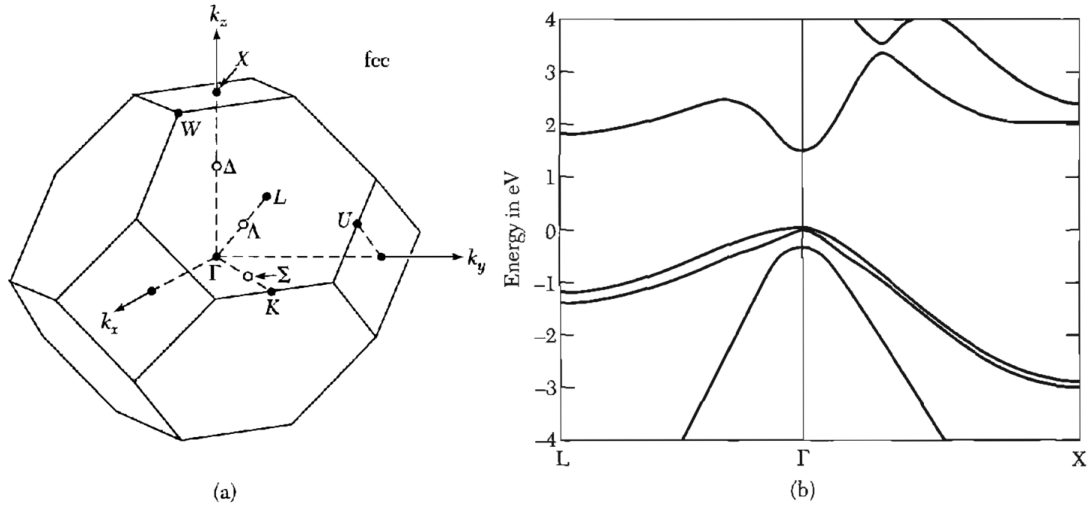 k_z
X
fcc
W
Δ
L
U
Λ
Γ
k_y
Σ
K
k_x
(a)
Energy in eV
4
3
2
1
0
–1
–2
–3
–4
L
Γ
X
(b)